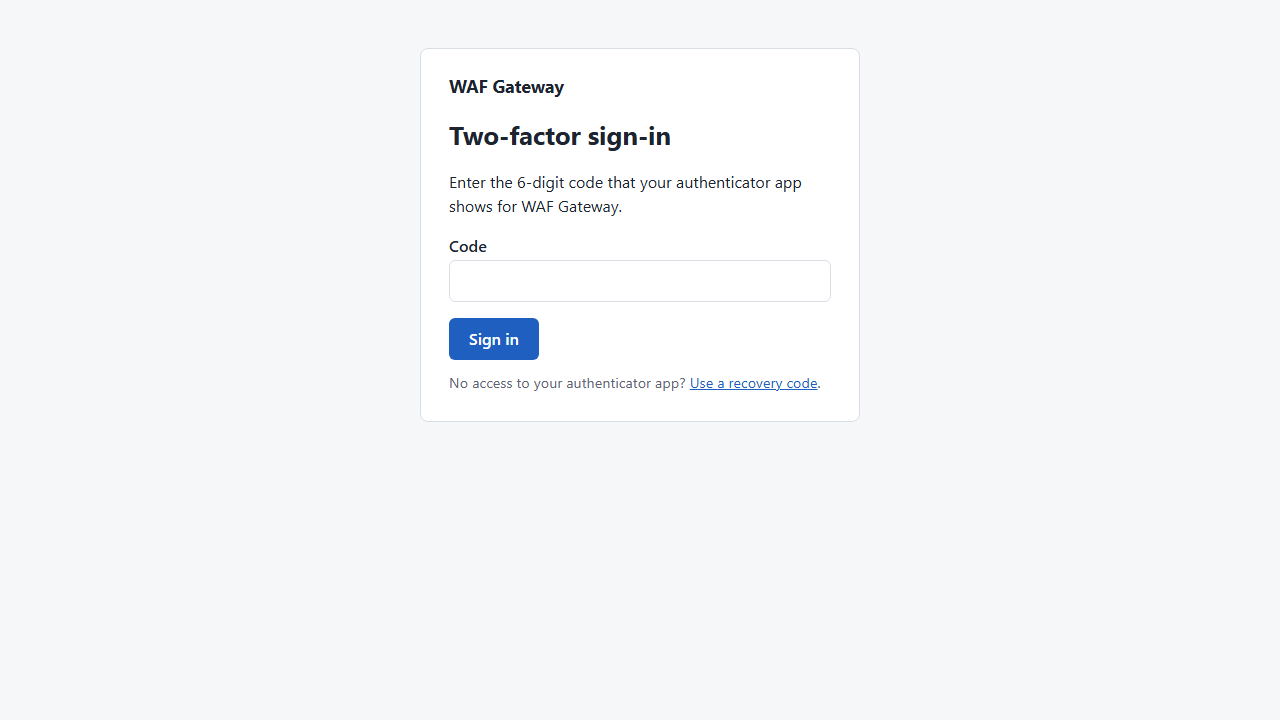 WAF Gateway
Two-factor sign-in
Enter the 6-digit code that your authenticator app
shows for WAF Gateway.
Code
Sign in
No access to your authenticator app? Use a recovery code.